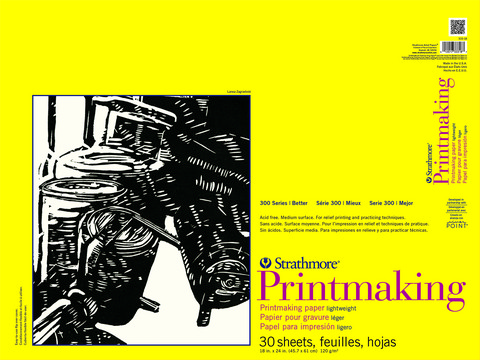 Made in the U.S.A.
Strathmore
Printmaking
Printmaking paper lightweight
Papier pour gravure léger
Papel para impresión ligero
POINT
300 Series | Better   Série 300 | Mieux   Serie 300 | Mejor
Acid free. Medium surface. For relief printing and practicing techniques.
Sans acide. Surface moyenne. Pour l'impression en relief et techniques de pratique.
Sin ácidos. Superficie media. Para impresiones en relieve y para practicar técnicas.
Strathmore
Printmaking
Printmaking paper lightweight
Papier pour gravure léger
Papel para impresión ligero
30 sheets, feuilles, hojas
18 in. x 24 in. (45.7 x 61 cm) 120 g/m²